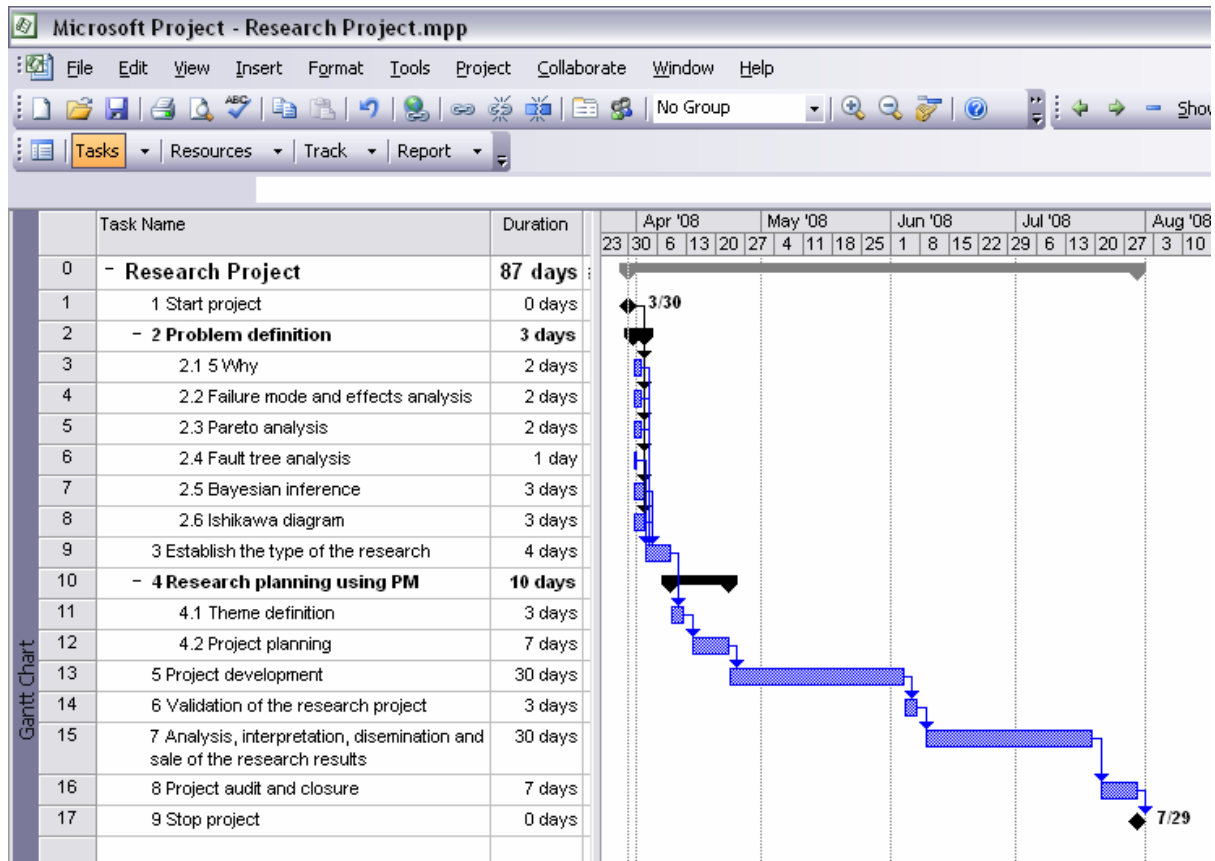 Microsoft Project - Research Project.mpp
File Edit View Insert Format Tools Project Collaborate Window Help
ABC No Group Show
Tasks Resources Track Report
Task Name Duration Apr '08 May '08 Jun '08 Jul '08 Aug '08
23 30 6 13 20 27 4 11 18 25 1 8 15 22 29 6 13 20 27 3 10
0 - Research Project 87 days
1 1 Start project 0 days 3/30
2 - 2 Problem definition 3 days
3 2.1 5 Why 2 days
4 2.2 Failure mode and effects analysis 2 days
5 2.3 Pareto analysis 2 days
6 2.4 Fault tree analysis 1 day
7 2.5 Bayesian inference 3 days
8 2.6 Ishikawa diagram 3 days
9 3 Establish the type of the research 4 days
10 - 4 Research planning using PM 10 days
11 4.1 Theme definition 3 days
12 4.2 Project planning 7 days
13 5 Project development 30 days
14 6 Validation of the research project 3 days
15 7 Analysis, interpretation, disemination and 30 days
sale of the research results
16 8 Project audit and closure 7 days
17 9 Stop project 0 days 7/29
Gantt Chart